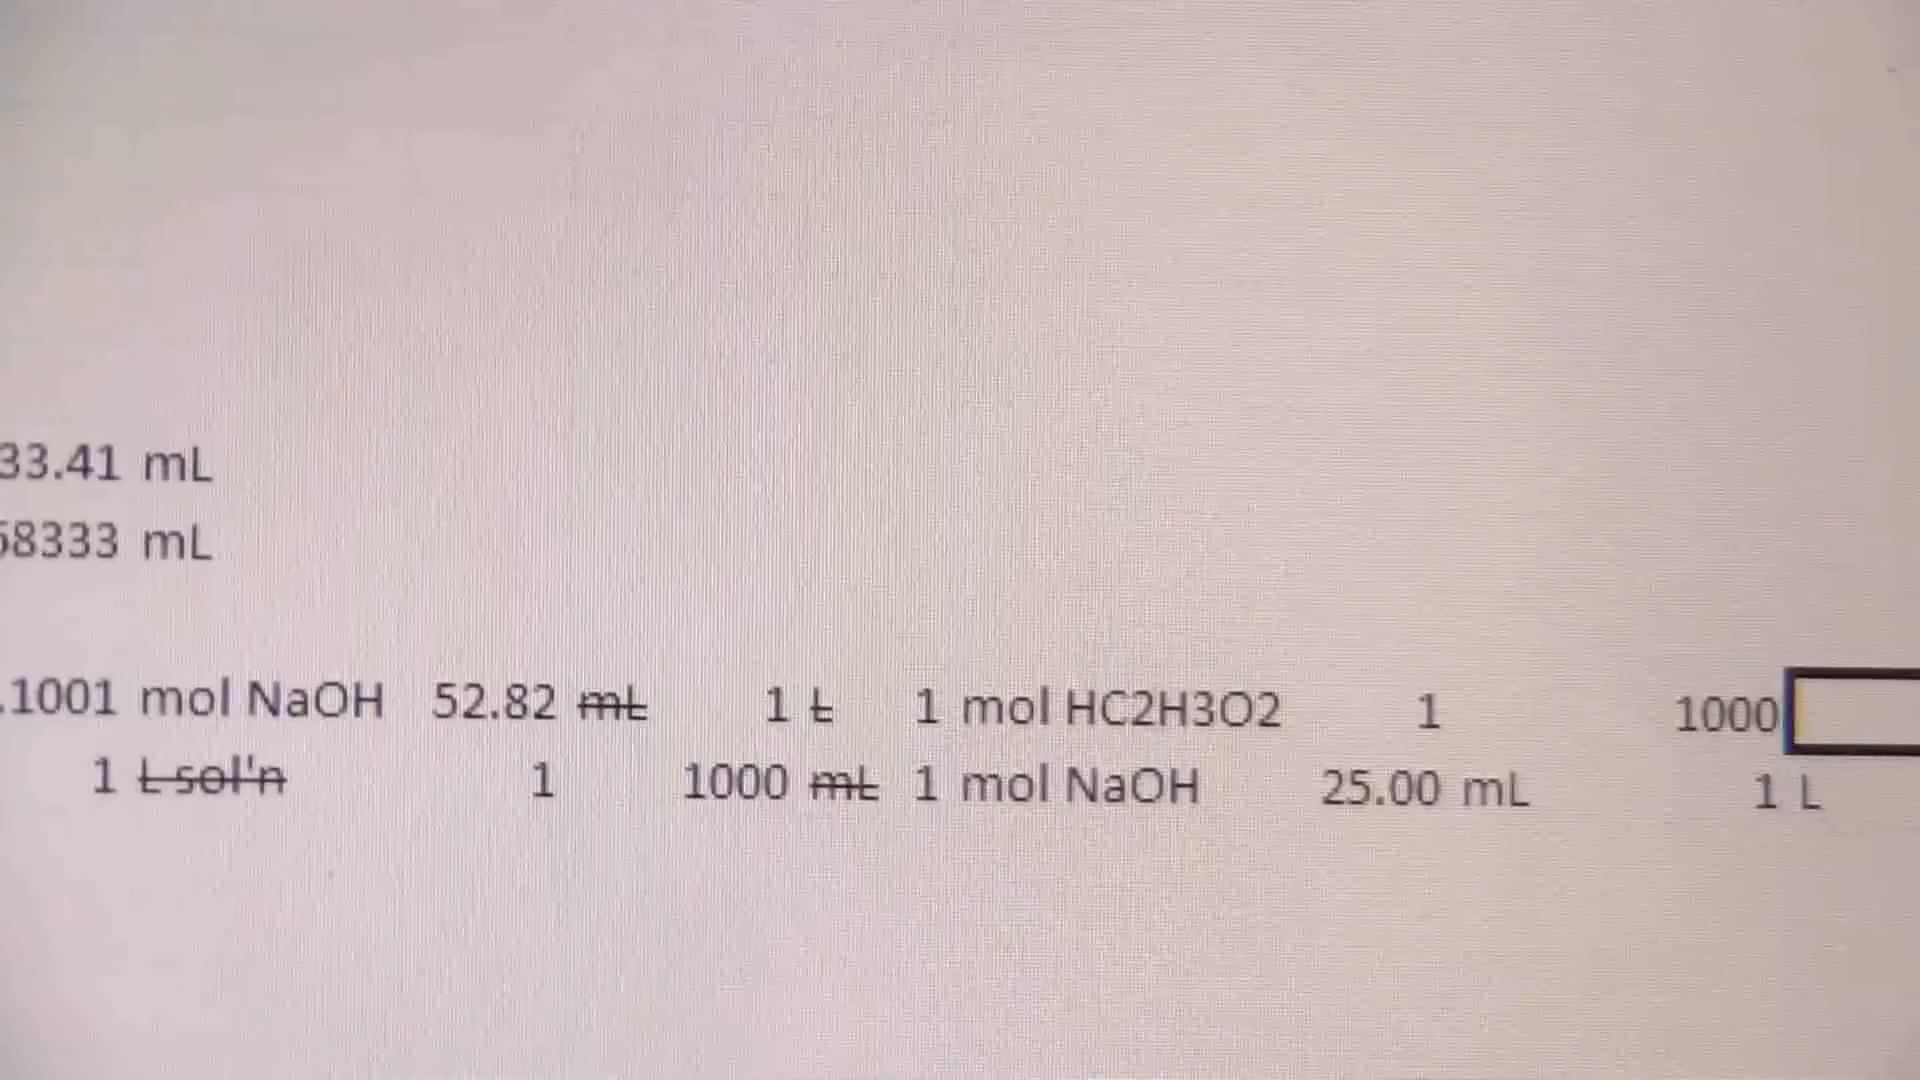 33.41 mL
68333 mL
.1001 mol NaOH 52.82 mL 1 L 1 mol HC2H3O2 1 1000
1 L sol'n 1 1000 mL 1 mol NaOH 25.00 mL 1 L